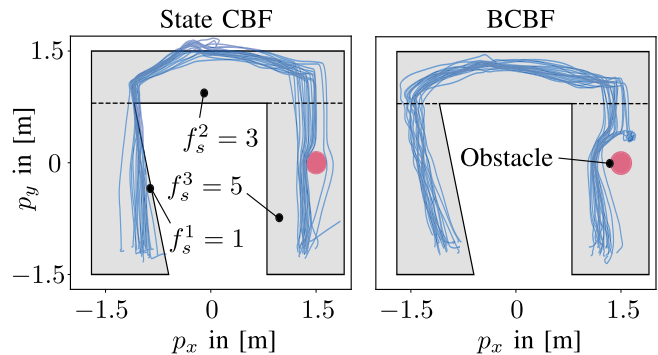 State CBF
BCBF
1.5
0
−1.5
p_y in [m]
f_s^2 = 3
f_s^3 = 5
f_s^1 = 1
Obstacle
−1.5
0
1.5
−1.5
0
1.5
p_x in [m]
p_x in [m]